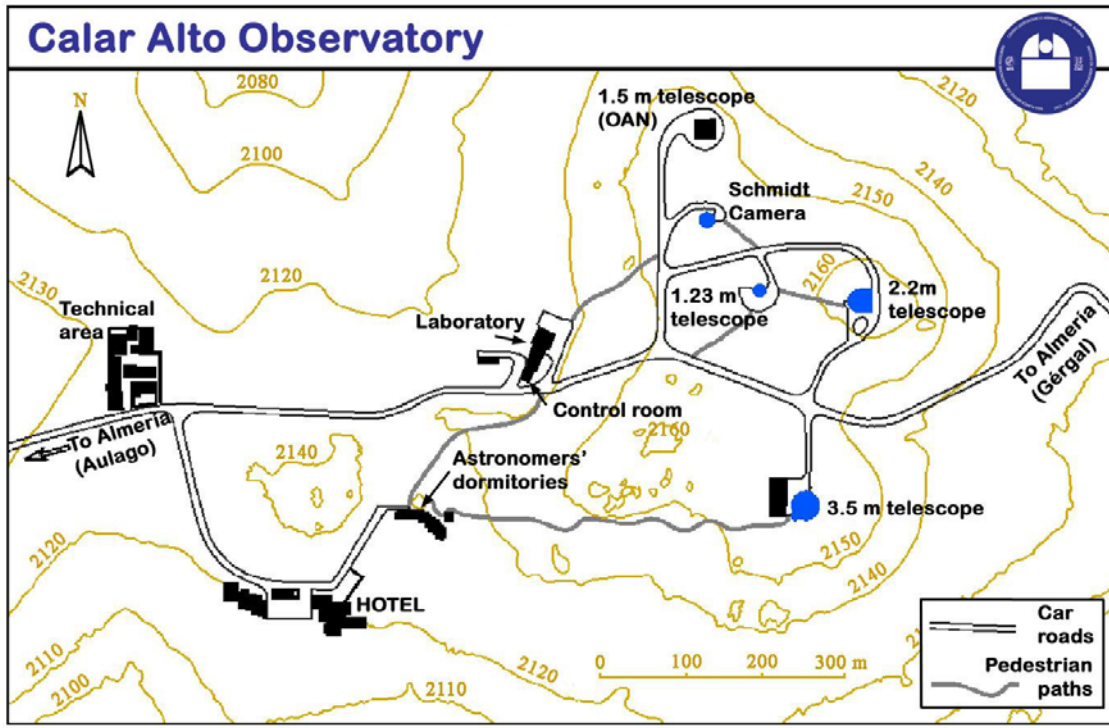 Calar Alto Observatory
N
2080
2100
2120
2130
1.5 m telescope
(OAN)
2120
2140
2150
Schmidt
Camera
2160
2.2m
telescope
1.23 m
telescope
Technical
area
Laboratory
To Almería
(Gérgal)
Control room
To Almería
(Aulago)
2140
2160
Astronomers'
dormitories
3.5 m telescope
2120
2150
2140
HOTEL
2110
2100
2120
2110
0 100 200 300 m
Car
roads
Pedestrian
paths